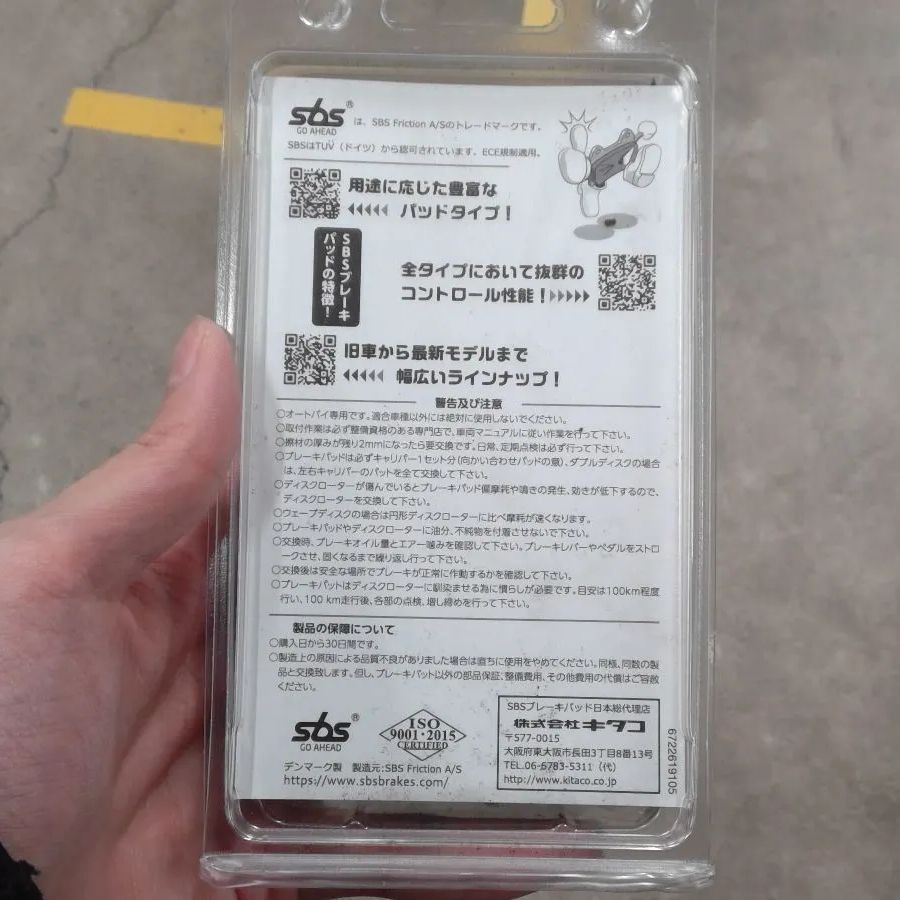 sbs®
GO AHEAD
は、SBS Friction A/Sのトレードマークです。
SBSはTUV（ドイツ）から認可されています。ECE規制適用。
用途に応じた豊富な
パッドタイプ！
SBSブレーキ
パッドの特徴！
全タイプにおいて抜群の
コントロール性能！
旧車から最新モデルまで
幅広いラインナップ！
警告及び注意
○オートバイ専用です。適合車種以外には絶対に使用しないでください。
○取付作業は必ず整備資格のある専門店で、車両マニュアルに従い作業を行って下さい。
○擦材の厚みが残り2mmになったら要交換です。日常、定期点検は必ず行って下さい。
○ブレーキパッドは必ずキャリパー1セット分(向かい合わせパッドの意)、ダブルディスクの場合
は、左右キャリパーのパットを全て交換して下さい。
○ディスクローターが傷んでいるとブレーキパッド偏摩耗や鳴きの発生、効きが低下するので、
ディスクローターを交換して下さい。
○ウェーブディスクの場合は円形ディスクローターに比べ摩耗が速くなります。
○ブレーキパッドやディスクローターに油分、不純物を付着させないで下さい。
○交換時、ブレーキオイル量とエアー噛みを確認して下さい。ブレーキレバーやペダルをストロ
ークさせ、固くなるまで繰り返し行って下さい。
○交換後は安全な場所でブレーキが正常に作動するかを確認して下さい。
○ブレーキパットはディスクローターに馴染ませる為に慣らしが必要です。目安は100km程度
行い、100 km走行後、各部の点検、増し締めを行って下さい。
製品の保障について
○購入日から30日間です。
○製造上の原因による品質不良がありました場合は直ちに使用をやめてください。同極、同数の製
品と交換致します。但し、ブレーキパット以外の部品保証、整備費用、その他費用の代償はご容赦
ください。
sbs®
GO AHEAD
ISO
9001·2015
CERTIFIED
デンマーク製 製造元:SBS Friction A/S
https://www.sbsbrakes.com/
SBSブレーキパッド日本総代理店
株式会社キタコ
〒577-0015
大阪府東大阪市長田3丁目8番13号
TEL.06-6783-5311（代）
http://www.kitaco.co.jp
6722619105